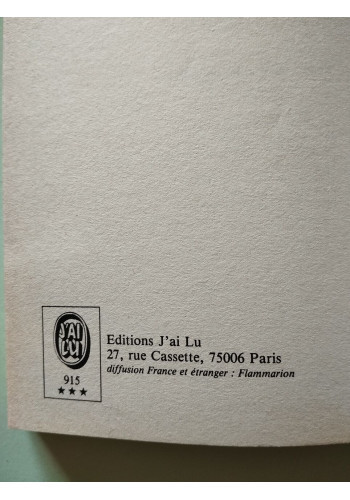 J'AI
LU
915
★★★
Editions J'ai Lu
27, rue Cassette, 75006 Paris
diffusion France et étranger : Flammarion